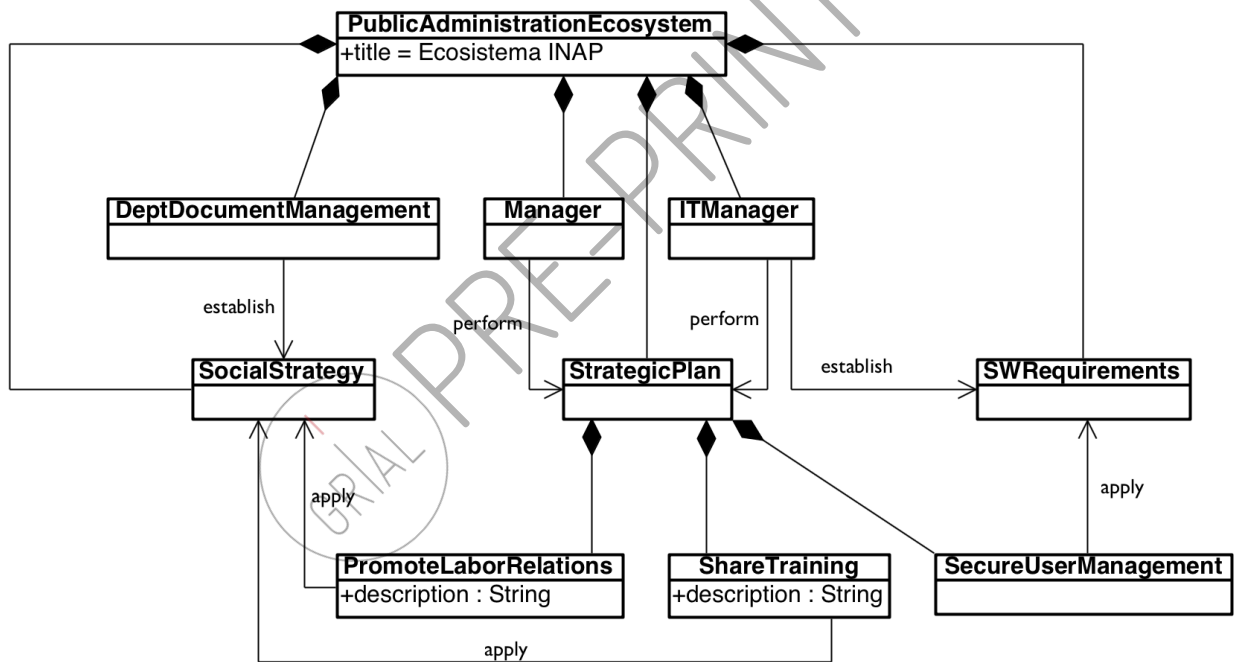 PublicAdministrationEcosystem
+title = Ecosistema INAP
DeptDocumentManagement
Manager
ITManager
establish
perform
perform
SocialStrategy
StrategicPlan
establish
SWRequirements
apply
apply
PromoteLaborRelations
+description : String
ShareTraining
+description : String
SecureUserManagement
apply
PRE-PRINT
GRIAL